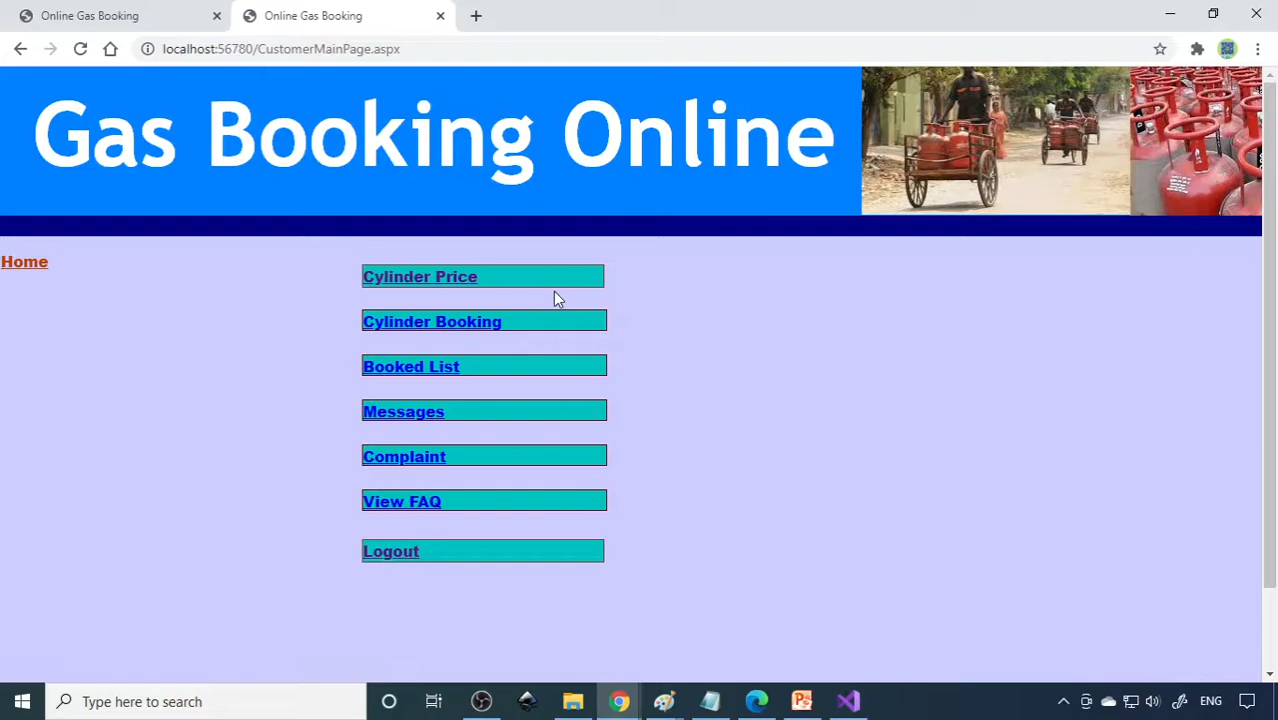 Online Gas Booking
Online Gas Booking
localhost:56780/CustomerMainPage.aspx
Gas Booking Online
Home
Cylinder Price
Cylinder Booking
Booked List
Messages
Complaint
View FAQ
Logout
Type here to search
ENG